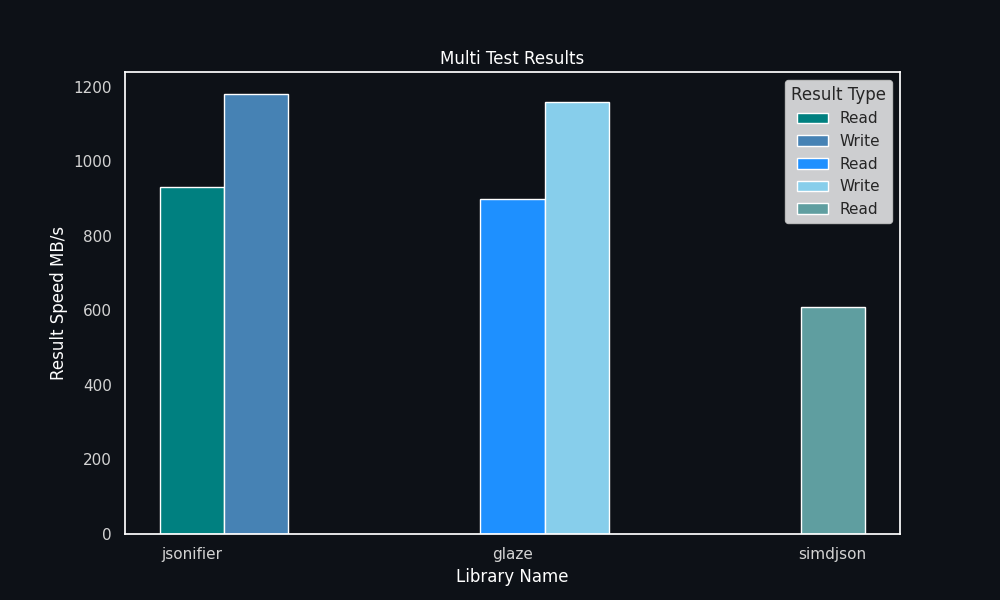 Multi Test Results
Result Type
Read
Write
Read
Write
Read
1200
1000
800
600
400
200
0
Result Speed MB/s
jsonifier
glaze
simdjson
Library Name